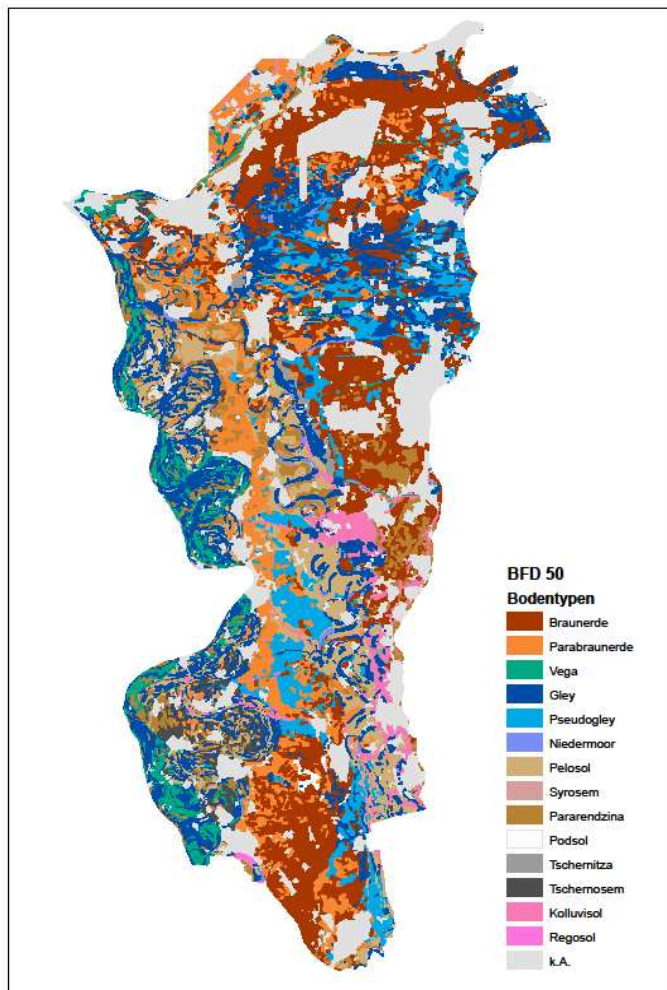 BFD 50
Bodentypen
Braunerde
Parabraunerde
Vega
Gley
Pseudogley
Niedermoor
Pelosol
Syrosem
Pararendzina
Podsol
Tschernitza
Tschernosem
Kolluvisol
Regosol
k.A.